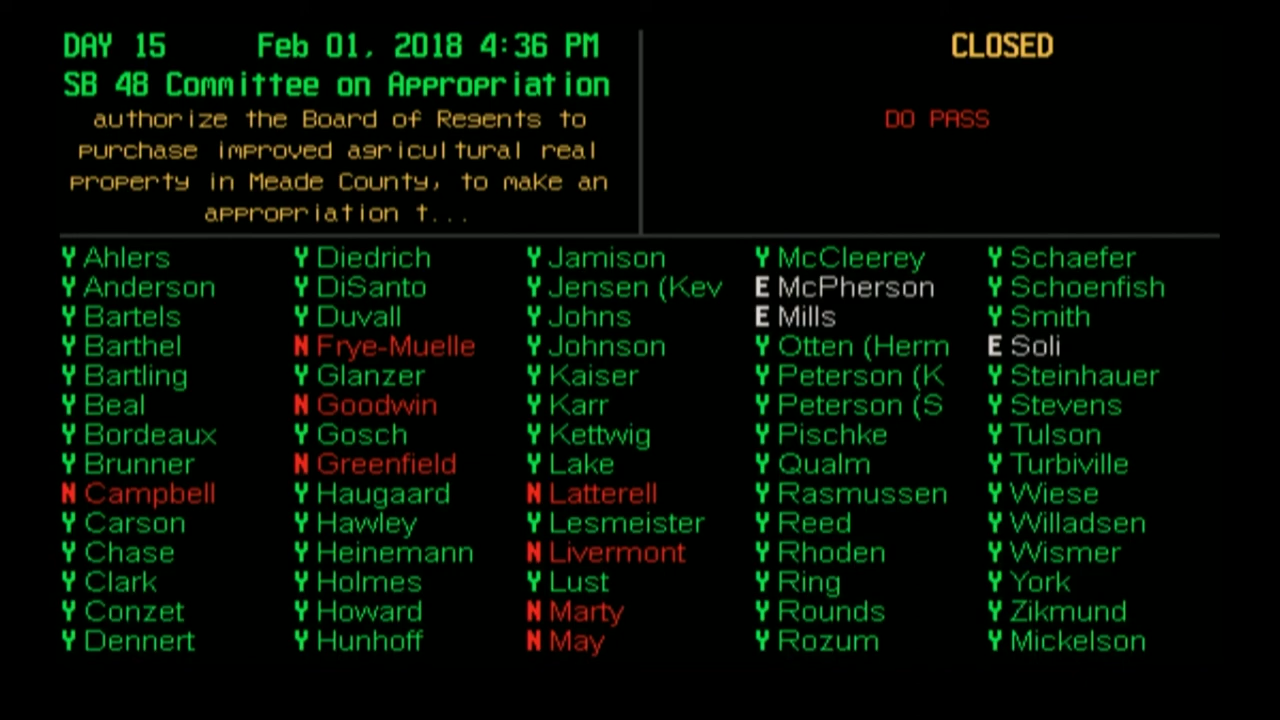 DAY 15 Feb 01, 2018 4:36 PM
SB 48 Committee on Appropriation
authorize the Board of Regents to
purchase improved agricultural real
property in Meade County, to make an
appropriation t...
CLOSED
DO PASS
Y Ahlers
Y Anderson
Y Bartels
Y Barthel
Y Bartling
Y Beal
Y Bordeaux
Y Brunner
N Campbell
Y Carson
Y Chase
Y Clark
Y Conzet
Y Dennert
Y Diedrich
Y DiSanto
Y Duvall
N Frye-Muelle
Y Glanzer
N Goodwin
Y Gosch
N Greenfield
Y Haugaard
Y Hawley
Y Heinemann
Y Holmes
Y Howard
Y Hunhoff
Y Jamison
Y Jensen (Kev
Y Johns
Y Johnson
Y Kaiser
Y Karr
Y Kettwig
Y Lake
N Latterell
Y Lesmeister
N Livermont
Y Lust
N Marty
N May
Y McCleerey
E McPherson
E Mills
Y Otten (Herm
Y Peterson (K
Y Peterson (S
Y Pischke
Y Qualm
Y Rasmussen
Y Reed
Y Rhoden
Y Ring
Y Rounds
Y Rozum
Y Schaefer
Y Schoenfish
Y Smith
E Soli
Y Steinhauer
Y Stevens
Y Tulson
Y Turbiville
Y Wiese
Y Willadsen
Y Wismer
Y York
Y Zikmund
Y Mickelson